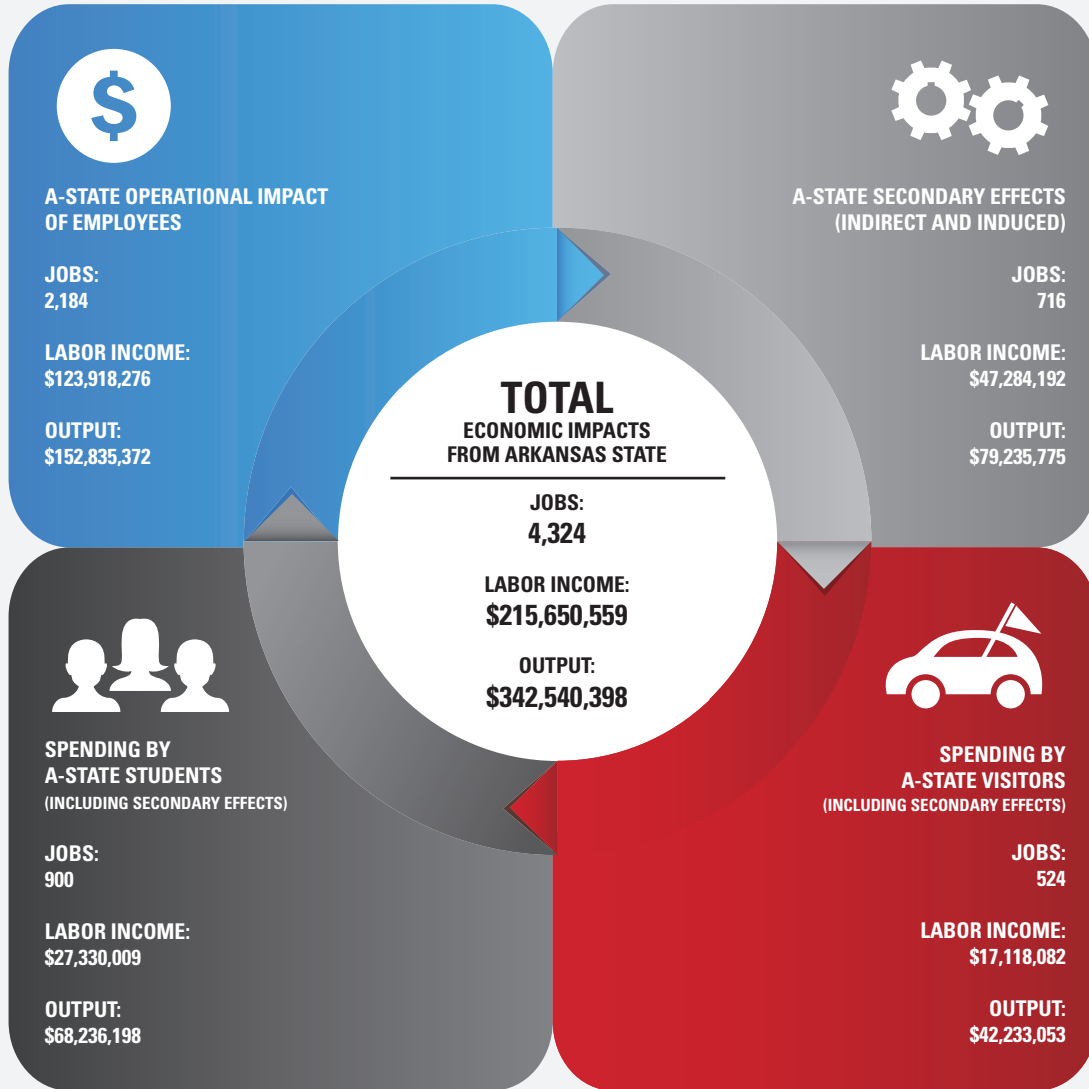 $
A-STATE OPERATIONAL IMPACT
OF EMPLOYEES
JOBS:
2,184
LABOR INCOME:
$123,918,276
OUTPUT:
$152,835,372
A-STATE SECONDARY EFFECTS
(INDIRECT AND INDUCED)
JOBS:
716
LABOR INCOME:
$47,284,192
OUTPUT:
$79,235,775
TOTAL
ECONOMIC IMPACTS
FROM ARKANSAS STATE
JOBS:
4,324
LABOR INCOME:
$215,650,559
OUTPUT:
$342,540,398
SPENDING BY
A-STATE STUDENTS
(INCLUDING SECONDARY EFFECTS)
JOBS:
900
LABOR INCOME:
$27,330,009
OUTPUT:
$68,236,198
SPENDING BY
A-STATE VISITORS
(INCLUDING SECONDARY EFFECTS)
JOBS:
524
LABOR INCOME:
$17,118,082
OUTPUT:
$42,233,053